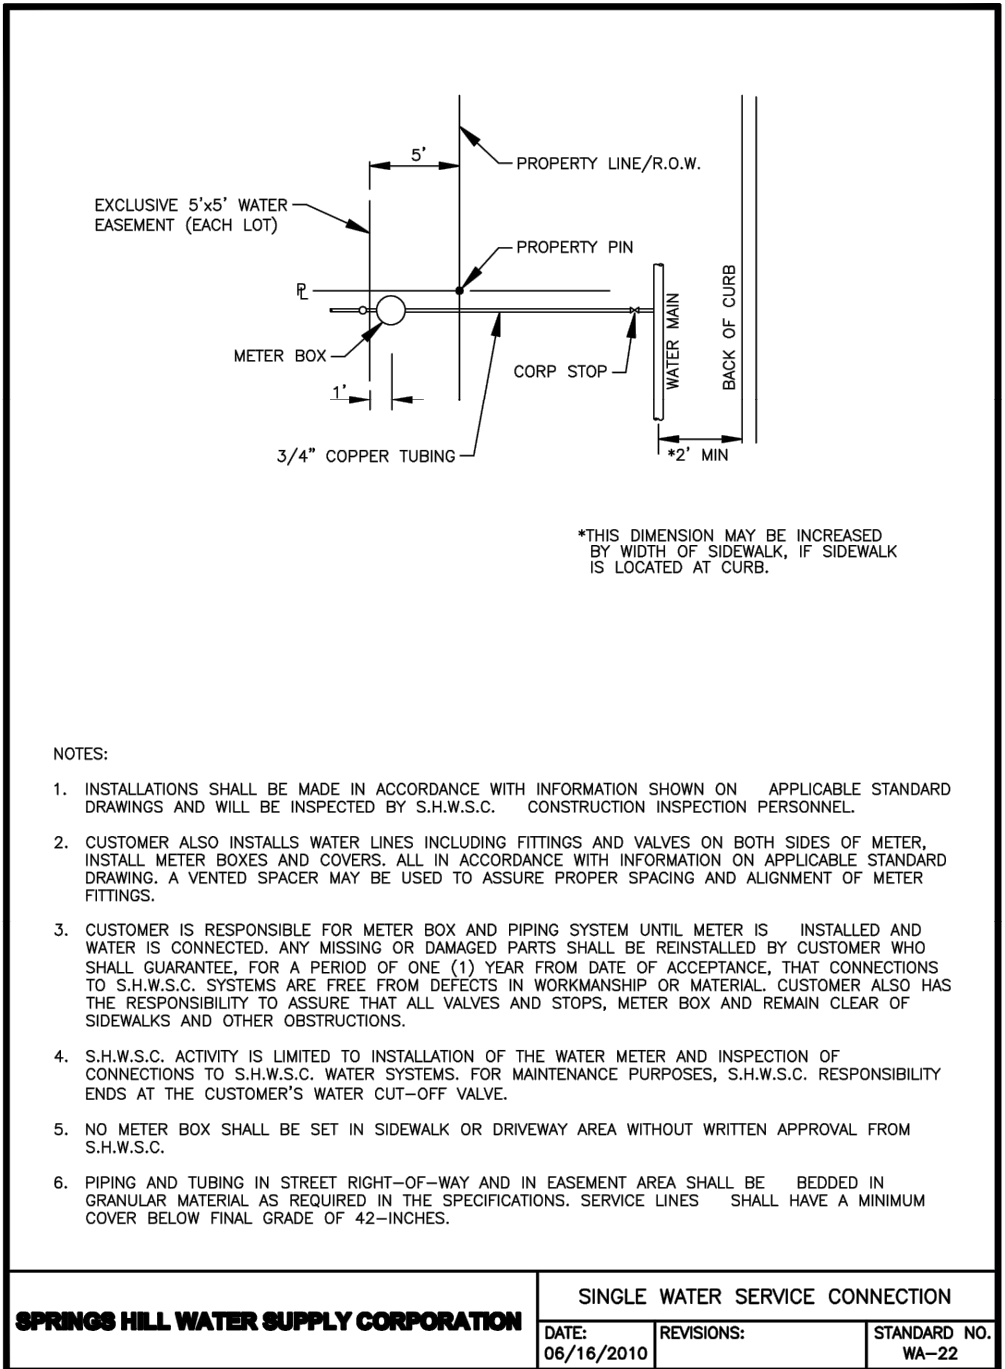 5'
PROPERTY LINE/R.O.W.
EXCLUSIVE 5'x5' WATER
EASEMENT (EACH LOT)
PROPERTY PIN
PL
METER BOX
CORP STOP
WATER MAIN
BACK OF CURB
1'
3/4" COPPER TUBING
*2' MIN
*THIS DIMENSION MAY BE INCREASED
BY WIDTH OF SIDEWALK, IF SIDEWALK
IS LOCATED AT CURB.
NOTES:
1. INSTALLATIONS SHALL BE MADE IN ACCORDANCE WITH INFORMATION SHOWN ON APPLICABLE STANDARD
DRAWINGS AND WILL BE INSPECTED BY S.H.W.S.C. CONSTRUCTION INSPECTION PERSONNEL.
2. CUSTOMER ALSO INSTALLS WATER LINES INCLUDING FITTINGS AND VALVES ON BOTH SIDES OF METER,
INSTALL METER BOXES AND COVERS. ALL IN ACCORDANCE WITH INFORMATION ON APPLICABLE STANDARD
DRAWING. A VENTED SPACER MAY BE USED TO ASSURE PROPER SPACING AND ALIGNMENT OF METER
FITTINGS.
3. CUSTOMER IS RESPONSIBLE FOR METER BOX AND PIPING SYSTEM UNTIL METER IS INSTALLED AND
WATER IS CONNECTED. ANY MISSING OR DAMAGED PARTS SHALL BE REINSTALLED BY CUSTOMER WHO
SHALL GUARANTEE, FOR A PERIOD OF ONE (1) YEAR FROM DATE OF ACCEPTANCE, THAT CONNECTIONS
TO S.H.W.S.C. SYSTEMS ARE FREE FROM DEFECTS IN WORKMANSHIP OR MATERIAL. CUSTOMER ALSO HAS
THE RESPONSIBILITY TO ASSURE THAT ALL VALVES AND STOPS, METER BOX AND REMAIN CLEAR OF
SIDEWALKS AND OTHER OBSTRUCTIONS.
4. S.H.W.S.C. ACTIVITY IS LIMITED TO INSTALLATION OF THE WATER METER AND INSPECTION OF
CONNECTIONS TO S.H.W.S.C. WATER SYSTEMS. FOR MAINTENANCE PURPOSES, S.H.W.S.C. RESPONSIBILITY
ENDS AT THE CUSTOMER'S WATER CUT-OFF VALVE.
5. NO METER BOX SHALL BE SET IN SIDEWALK OR DRIVEWAY AREA WITHOUT WRITTEN APPROVAL FROM
S.H.W.S.C.
6. PIPING AND TUBING IN STREET RIGHT-OF-WAY AND IN EASEMENT AREA SHALL BE BEDDED IN
GRANULAR MATERIAL AS REQUIRED IN THE SPECIFICATIONS. SERVICE LINES SHALL HAVE A MINIMUM
COVER BELOW FINAL GRADE OF 42-INCHES.
SPRINGS HILL WATER SUPPLY CORPORATION
SINGLE WATER SERVICE CONNECTION
DATE:
06/16/2010
REVISIONS:
STANDARD NO.
WA-22